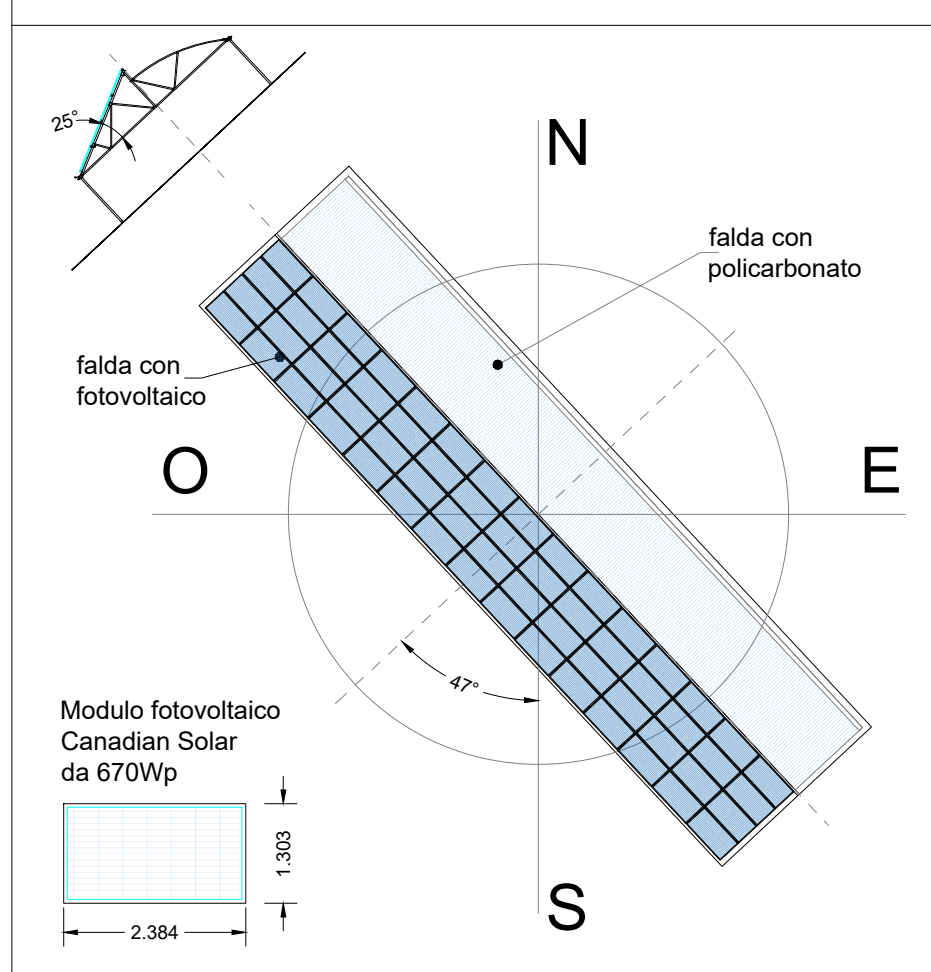 25°
N
falda con
policarbonato
falda con
fotovoltaico
O
E
47°
Modulo fotovoltaico
Canadian Solar
da 670Wp
1.303
2.384
S